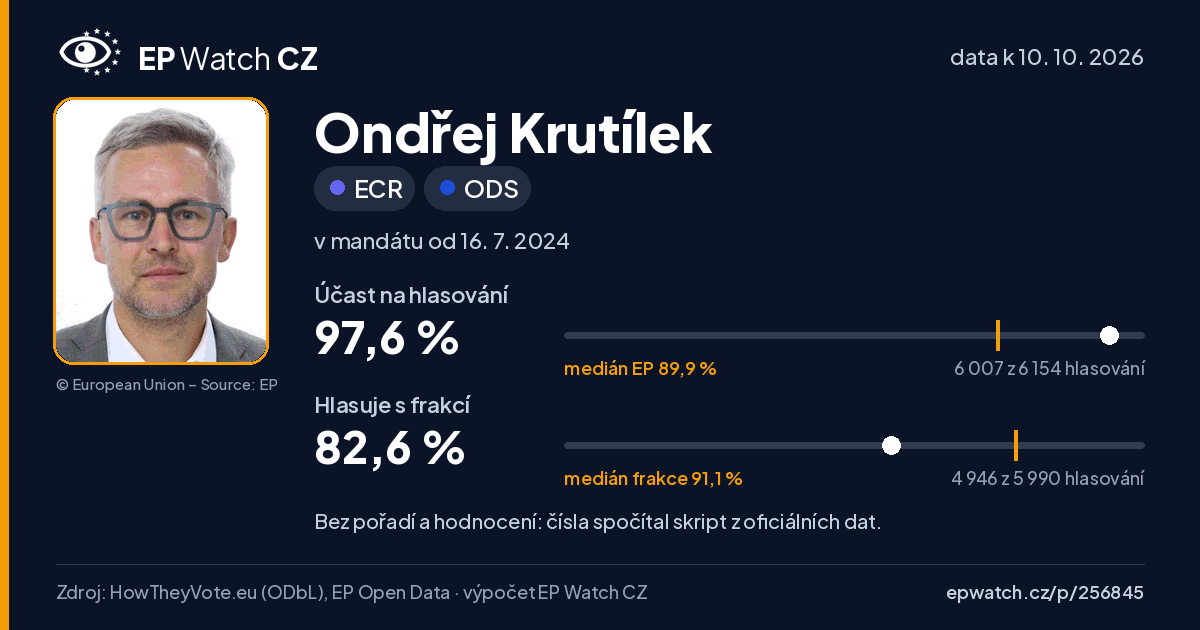 EP Watch CZ
data k 10. 10. 2026
Ondřej Krutílek
ECR
ODS
v mandátu od 16. 7. 2024
Účast na hlasování
97,6 %
medián EP 89,9 %
6 007 z 6 154 hlasování
© European Union – Source: EP
Hlasuje s frakcí
82,6 %
medián frakce 91,1 %
4 946 z 5 990 hlasování
Bez pořadí a hodnocení: čísla spočítal skript z oficiálních dat.
Zdroj: HowTheyVote.eu (ODbL), EP Open Data · výpočet EP Watch CZ
epwatch.cz/p/256845